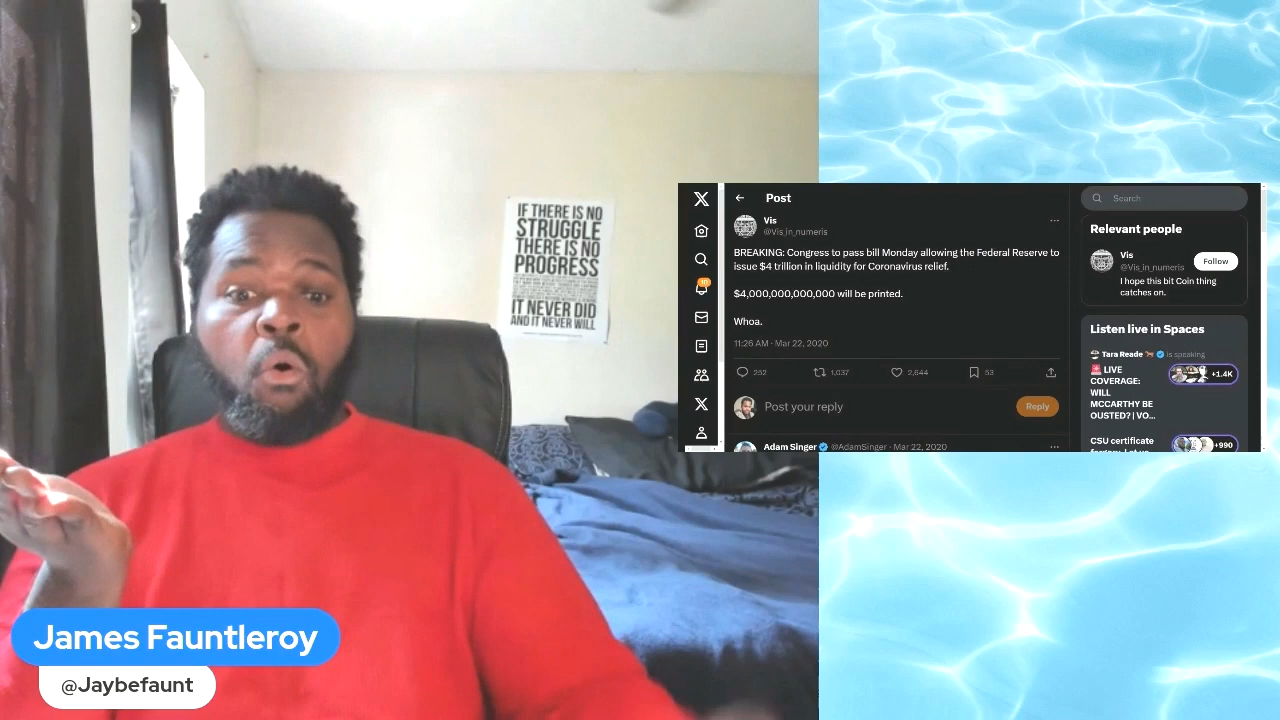 IF THERE IS NO
STRUGGLE
THERE IS NO
PROGRESS
IT NEVER DID
AND IT NEVER WILL
James Fauntleroy
@Jaybefaunt
Post
Vis
@Vis_in_numeris
BREAKING: Congress to pass bill Monday allowing the Federal Reserve to
issue $4 trillion in liquidity for Coronavirus relief.
$4,000,000,000,000 will be printed.
Whoa.
11:26 AM · Mar 22, 2020
252 1,037 2,644 53
Post your reply
Reply
Adam Singer @AdamSinger · Mar 22, 2020
Search
Relevant people
Vis
@Vis_in_numeris
Follow
I hope this bit Coin thing
catches on.
Listen live in Spaces
Tara Reade is speaking
LIVE
COVERAGE:
WILL
MCCARTHY BE
OUSTED? | VO...
+1.4K
CSU certificate
+990